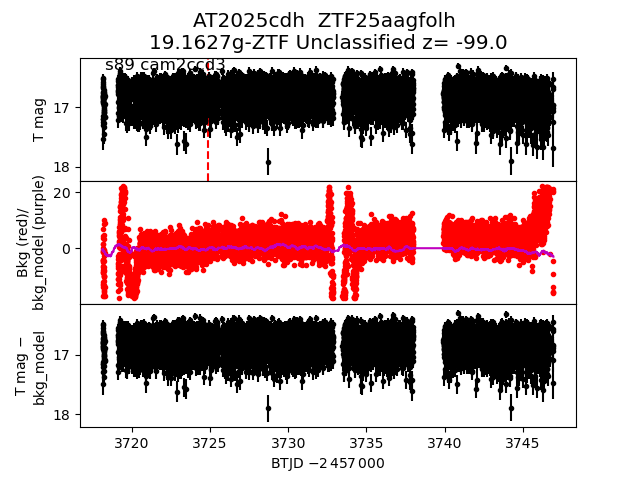 AT2025cdh  ZTF25aagfolh
19.1627g-ZTF Unclassified z= -99.0
s89 cam2ccd3
T mag
17
18
Bkg (red)/
bkg_model (purple)
20
0
T mag −
bkg_model
17
18
3720 3725 3730 3735 3740 3745
BTJD −2 457 000